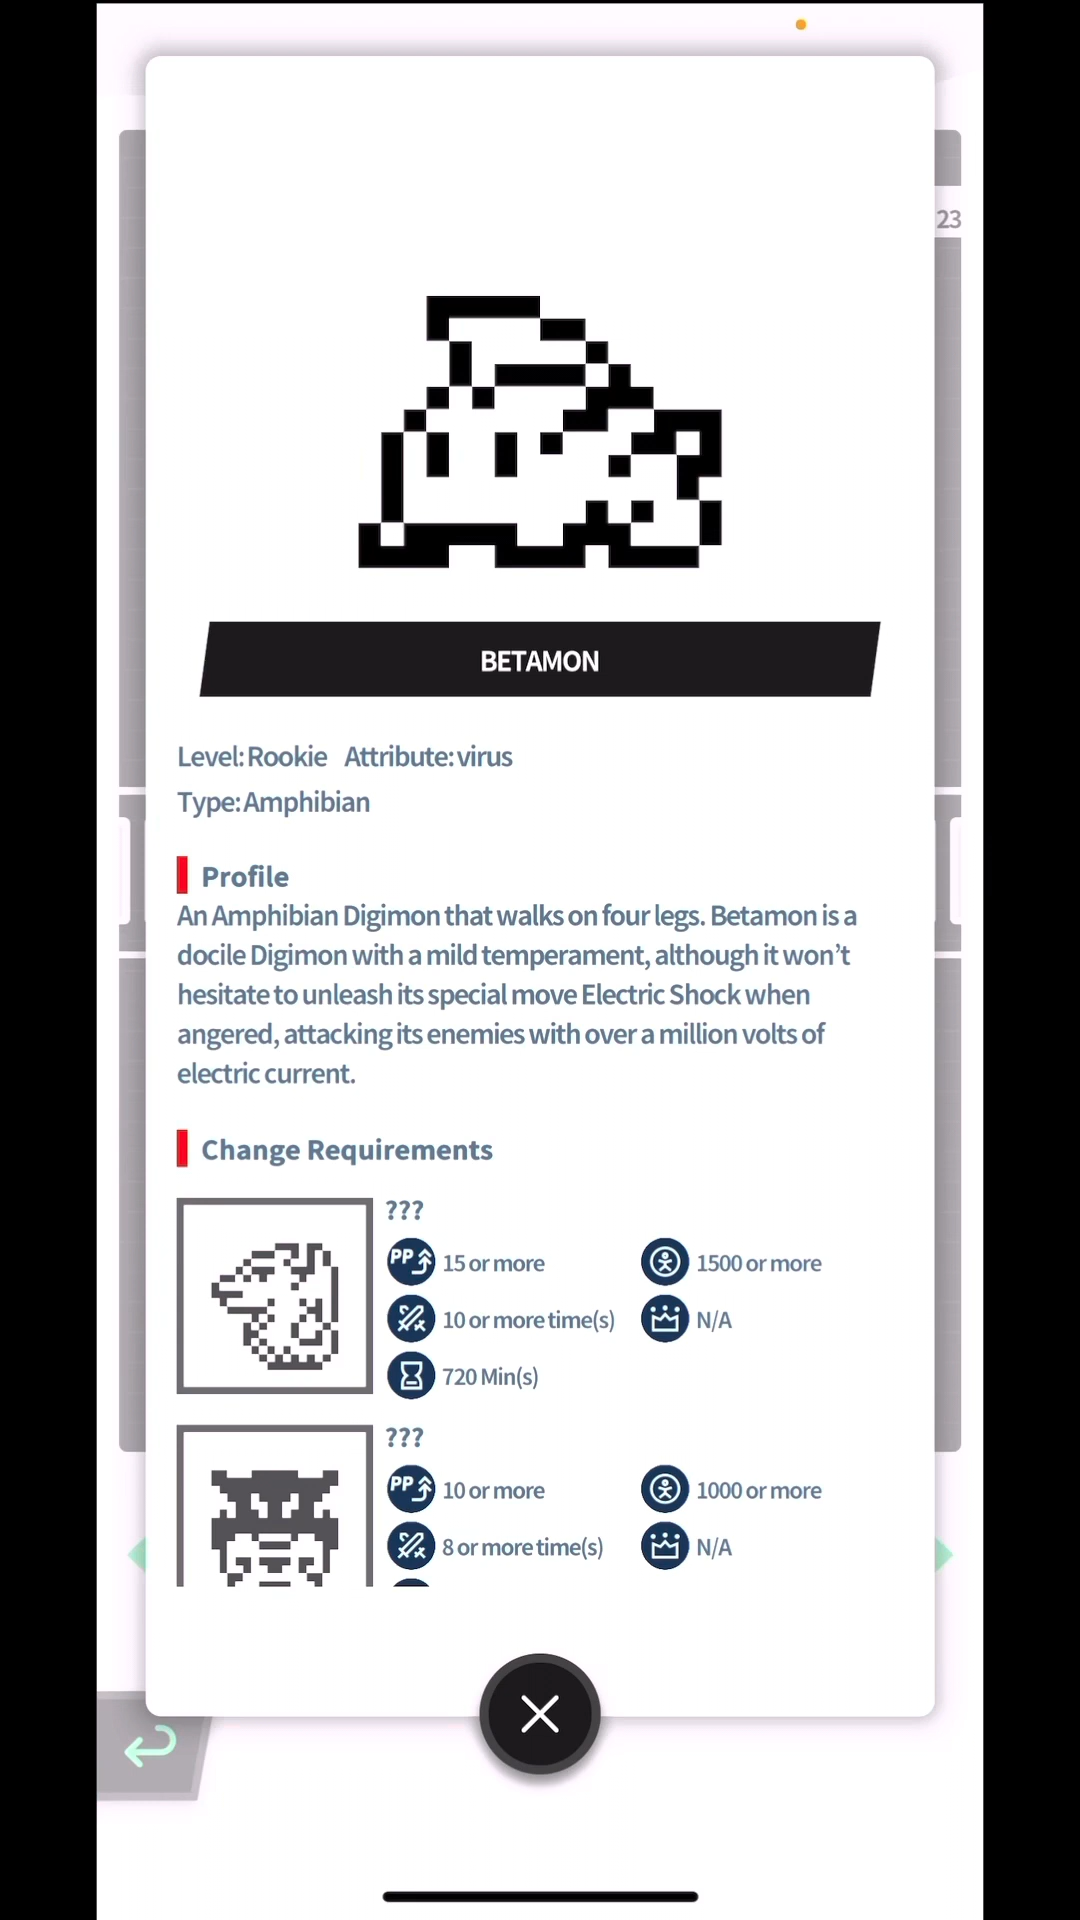 23
BETAMON
Level: Rookie Attribute: virus
Type: Amphibian
Profile
An Amphibian Digimon that walks on four legs. Betamon is a
docile Digimon with a mild temperament, although it won’t
hesitate to unleash its special move Electric Shock when
angered, attacking its enemies with over a million volts of
electric current.
Change Requirements
???
PP 15 or more 1500 or more
10 or more time(s) N/A
720 Min(s)
???
PP 10 or more 1000 or more
8 or more time(s) N/A